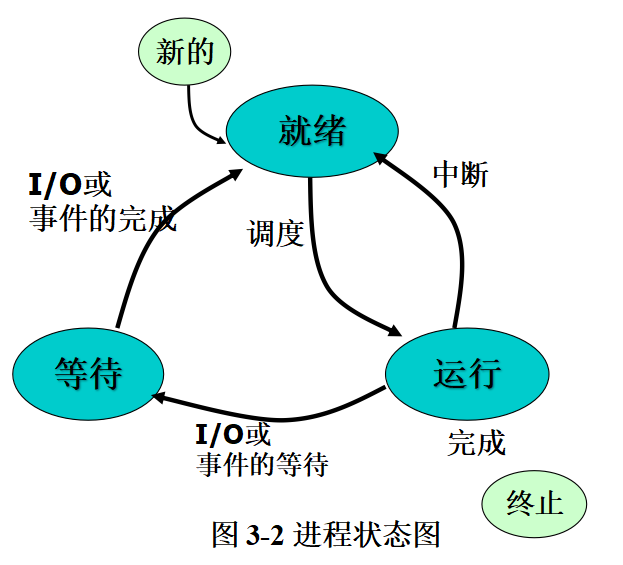 新的
就绪
I/O或
事件的完成
中断
调度
等待
运行
I/O或
事件的等待
完成
终止
图 3-2 进程状态图